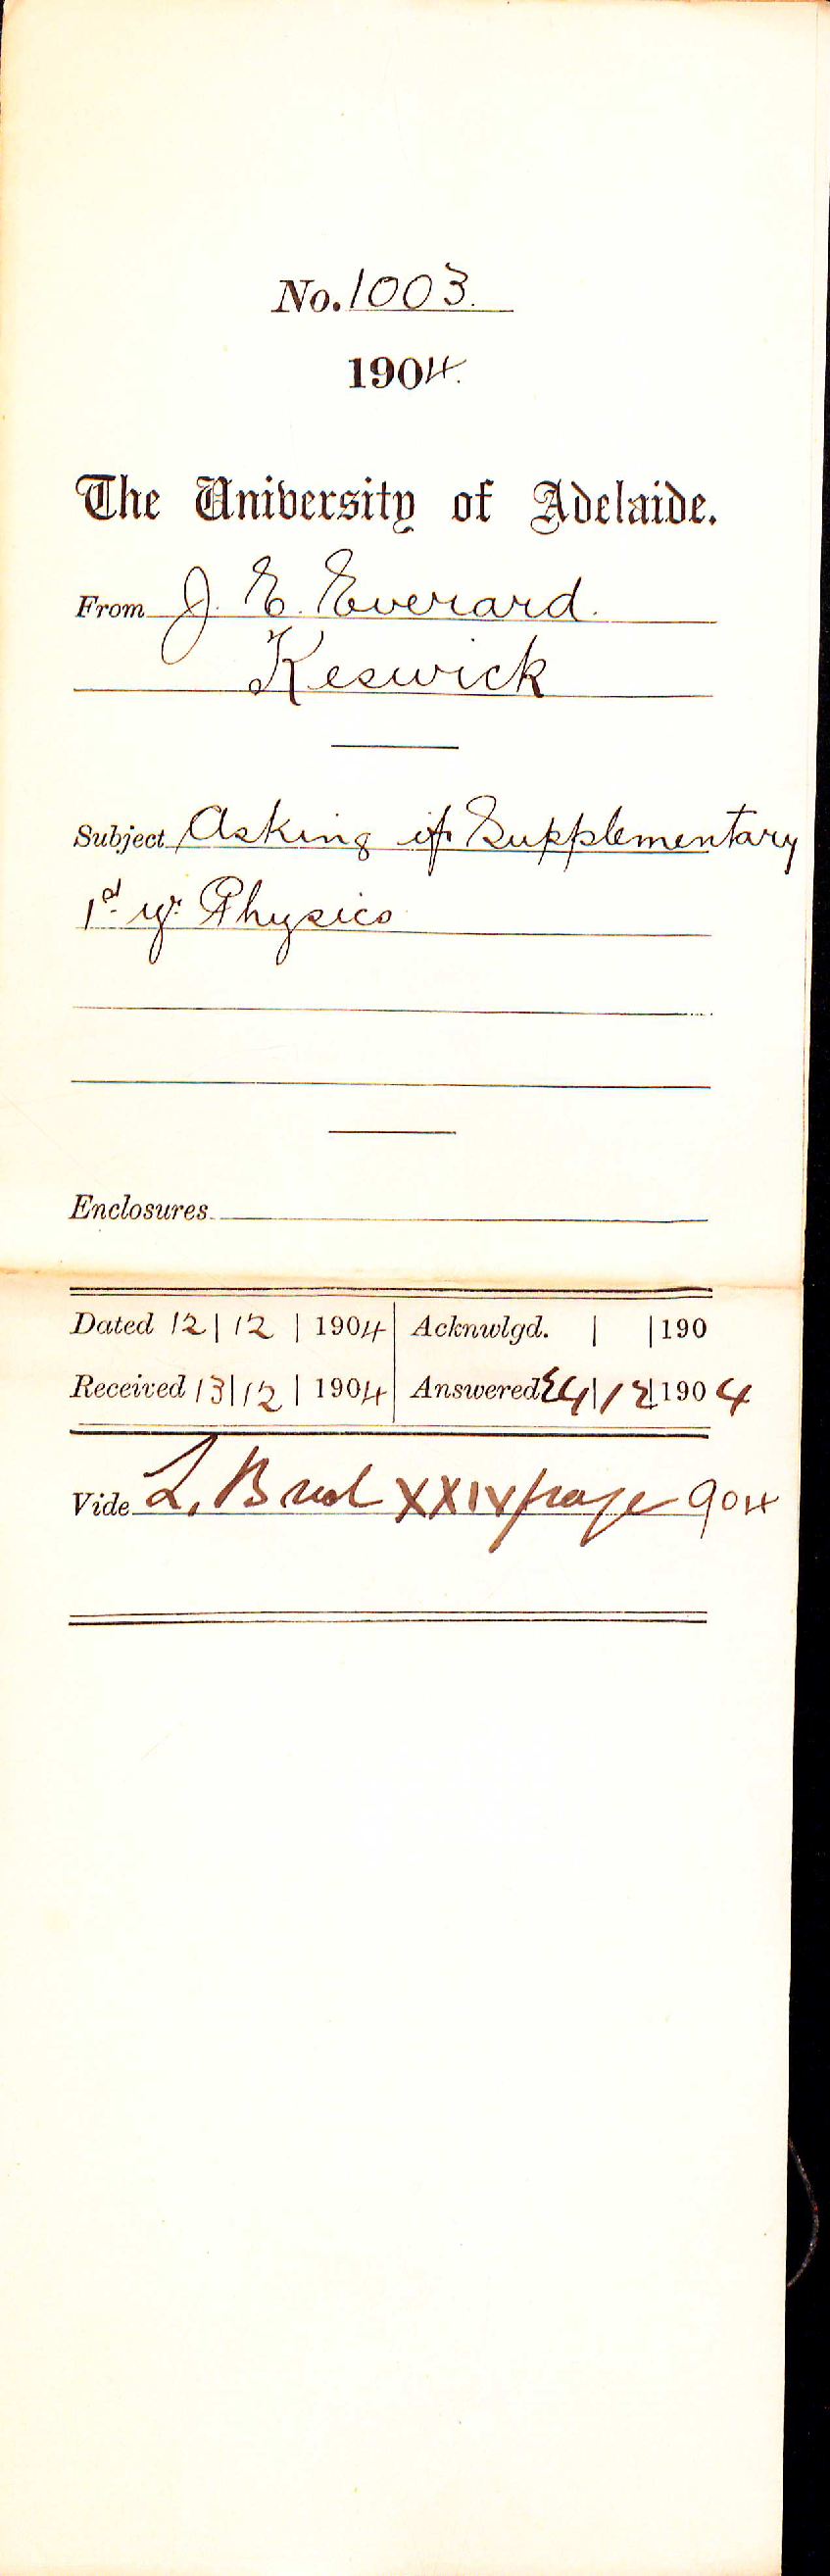 No. 1003.
1904.
The University of Adelaide.
From J. E. Everard.
Keswick
Subject Asking if Supplementary
1st yr. Physics
Enclosures
Dated 12 | 12 | 1904 Acknwlgd. | | 190
Received 13 | 12 | 1904 Answered 24 | 12 | 1904
Vide L. XXIV page 904